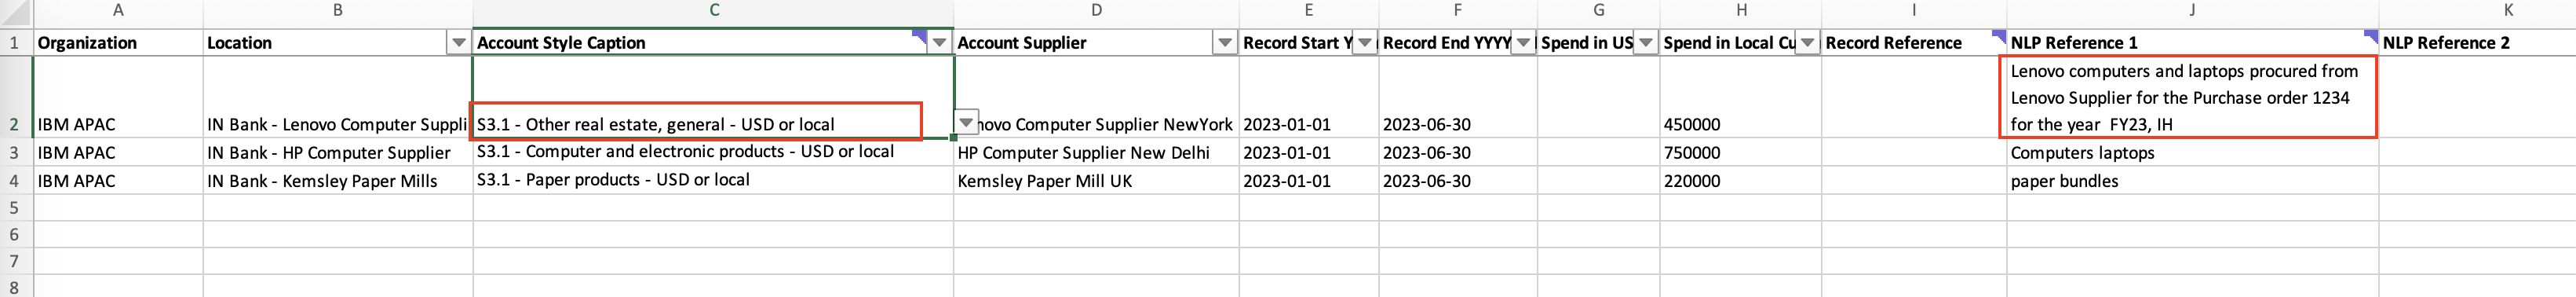 A B C D E F G H I J K
1 Organization Location Account Style Caption Account Supplier Record Start Y Record End YYYY Spend in US Spend in Local Cu Record Reference NLP Reference 1 NLP Reference 2
Lenovo computers and laptops procured from
Lenovo Supplier for the Purchase order 1234
2 IBM APAC IN Bank - Lenovo Computer Suppli S3.1 - Other real estate, general - USD or local novo Computer Supplier NewYork 2023-01-01 2023-06-30 450000 for the year FY23, IH
3 IBM APAC IN Bank - HP Computer Supplier S3.1 - Computer and electronic products - USD or local HP Computer Supplier New Delhi 2023-01-01 2023-06-30 750000 Computers laptops
4 IBM APAC IN Bank - Kemsley Paper Mills S3.1 - Paper products - USD or local Kemsley Paper Mill UK 2023-01-01 2023-06-30 220000 paper bundles
5
6
7
8